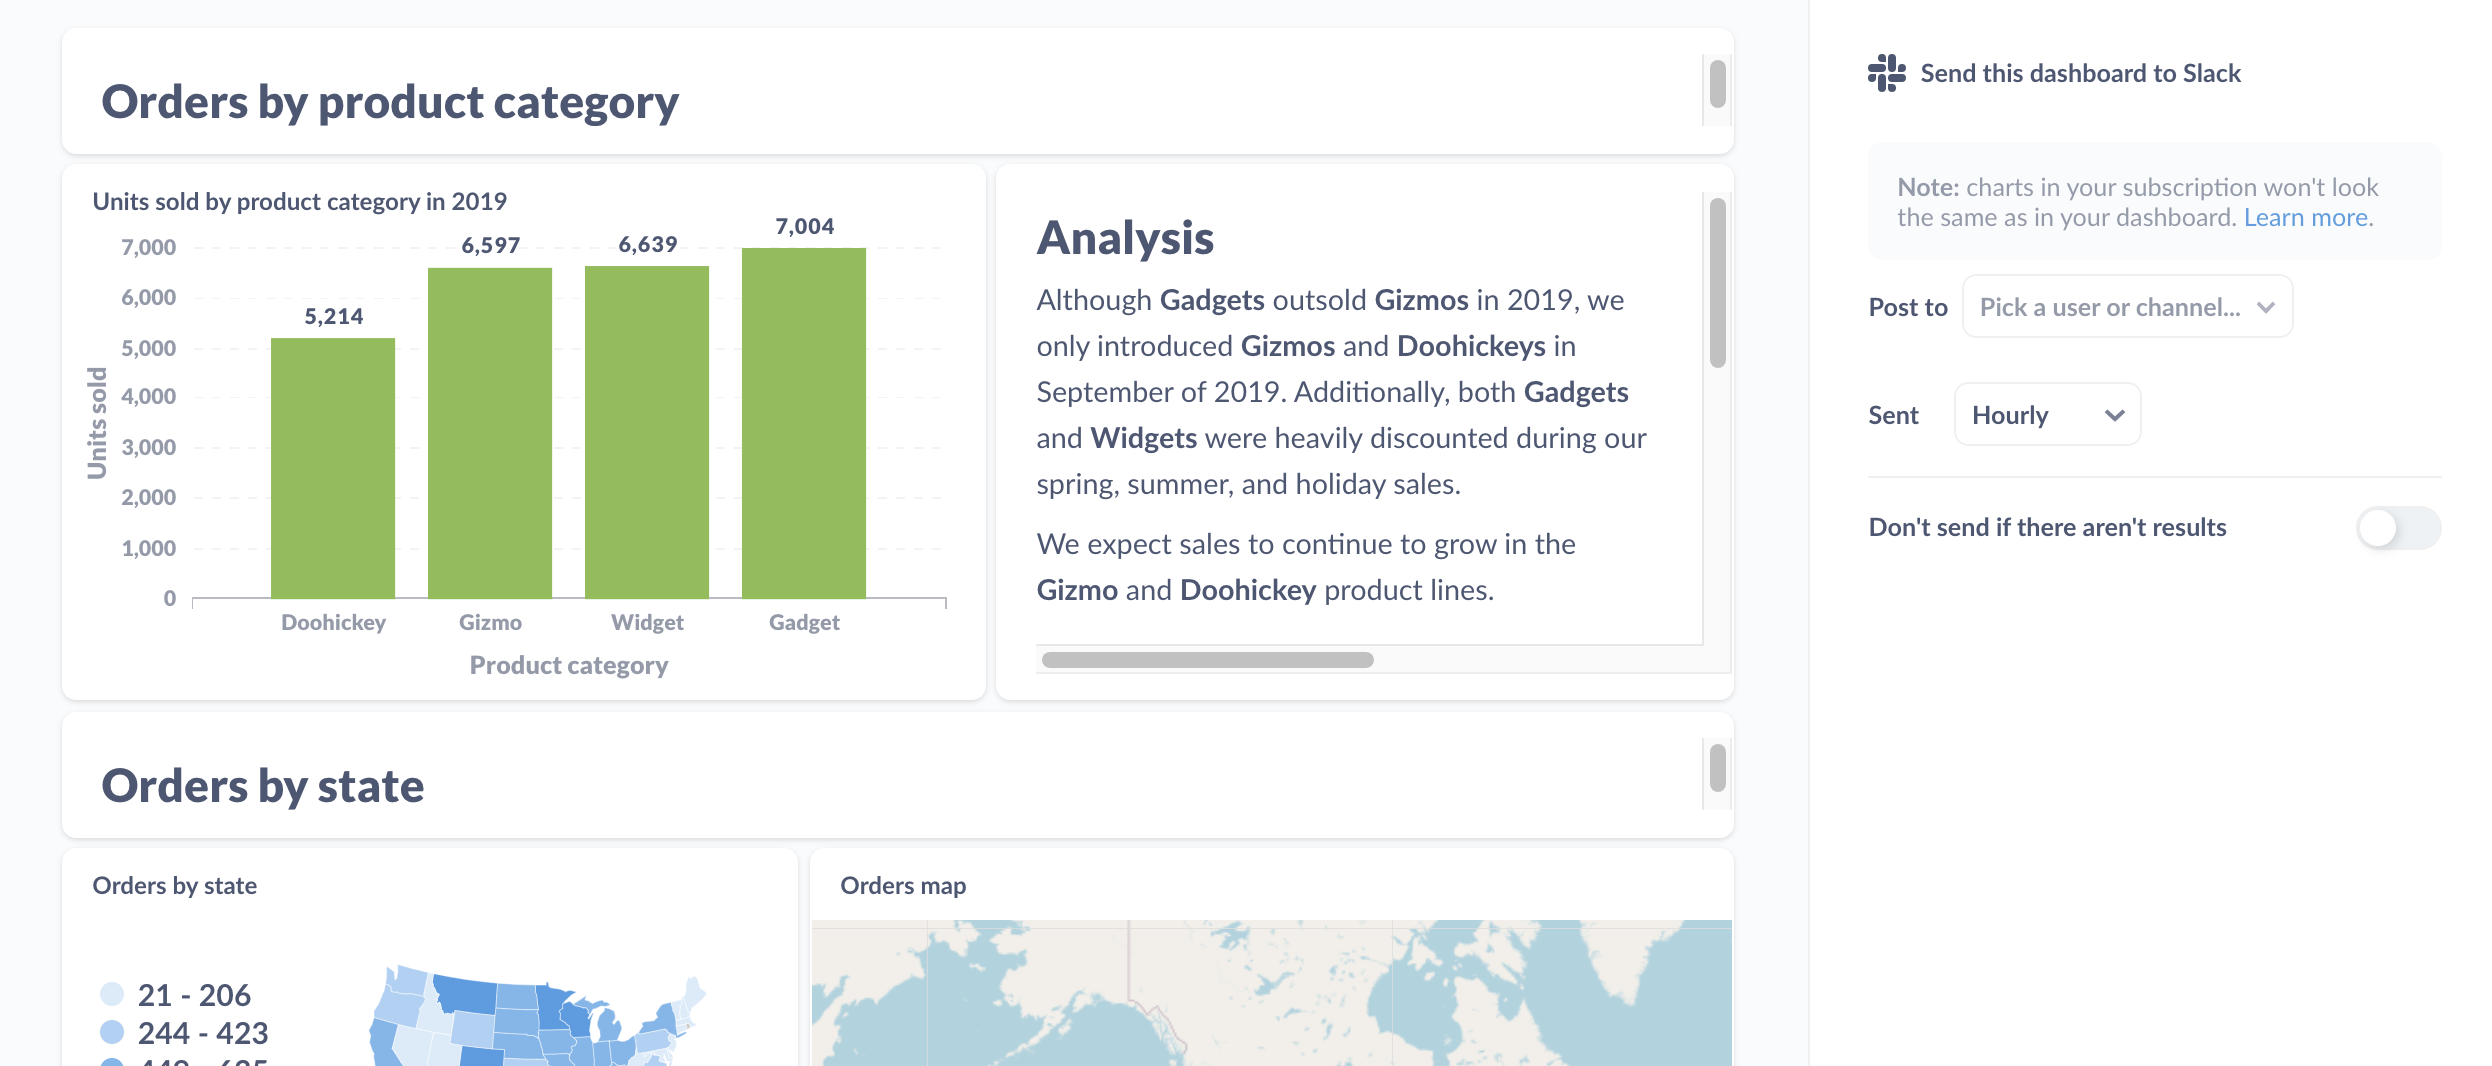 Orders by product category
Units sold by product category in 2019
7,000
6,000
5,000
4,000
3,000
2,000
1,000
0
Units sold
5,214
6,597
6,639
7,004
Doohickey
Gizmo
Widget
Gadget
Product category
Analysis
Although Gadgets outsold Gizmos in 2019, we
only introduced Gizmos and Doohickeys in
September of 2019. Additionally, both Gadgets
and Widgets were heavily discounted during our
spring, summer, and holiday sales.
We expect sales to continue to grow in the
Gizmo and Doohickey product lines.
Orders by state
Orders by state
21 - 206
244 - 423
Orders map
Send this dashboard to Slack
Note: charts in your subscription won't look
the same as in your dashboard. Learn more.
Post to
Pick a user or channel...
Sent
Hourly
Don't send if there aren't results